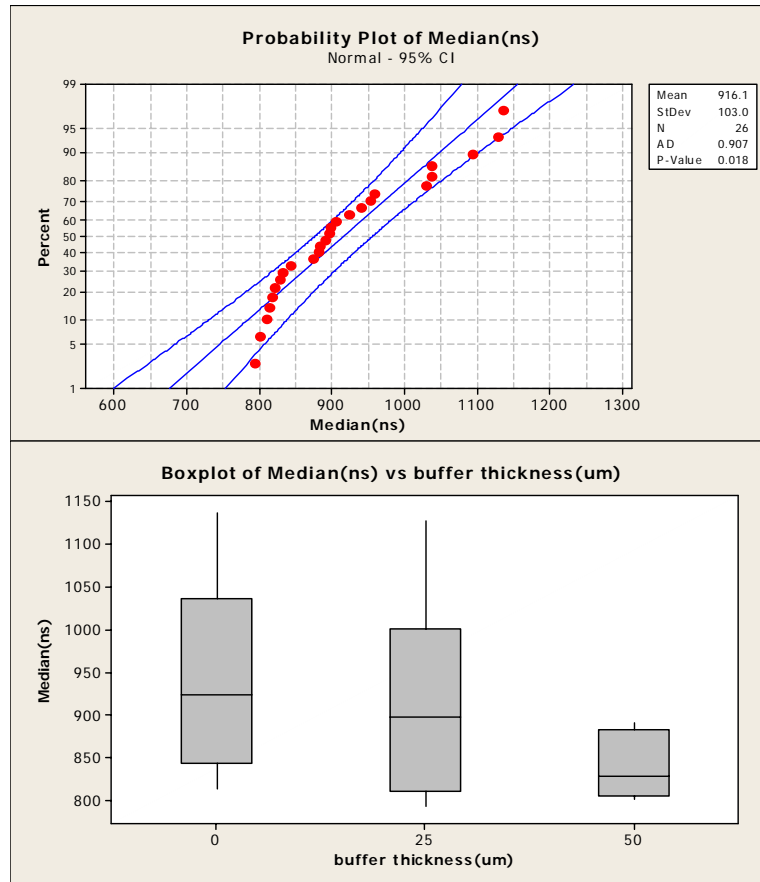 Probability Plot of Median(ns)
Normal - 95% CI
99
95
90
80
70
60
50
40
30
20
10
5
1
Percent
600 700 800 900 1000 1100 1200 1300
Median(ns)
Mean 916.1
StDev 103.0
N 26
AD 0.907
P-Value 0.018
Boxplot of Median(ns) vs buffer thickness(um)
1150
1100
1050
1000
950
900
850
800
Median(ns)
0 25 50
buffer thickness(um)